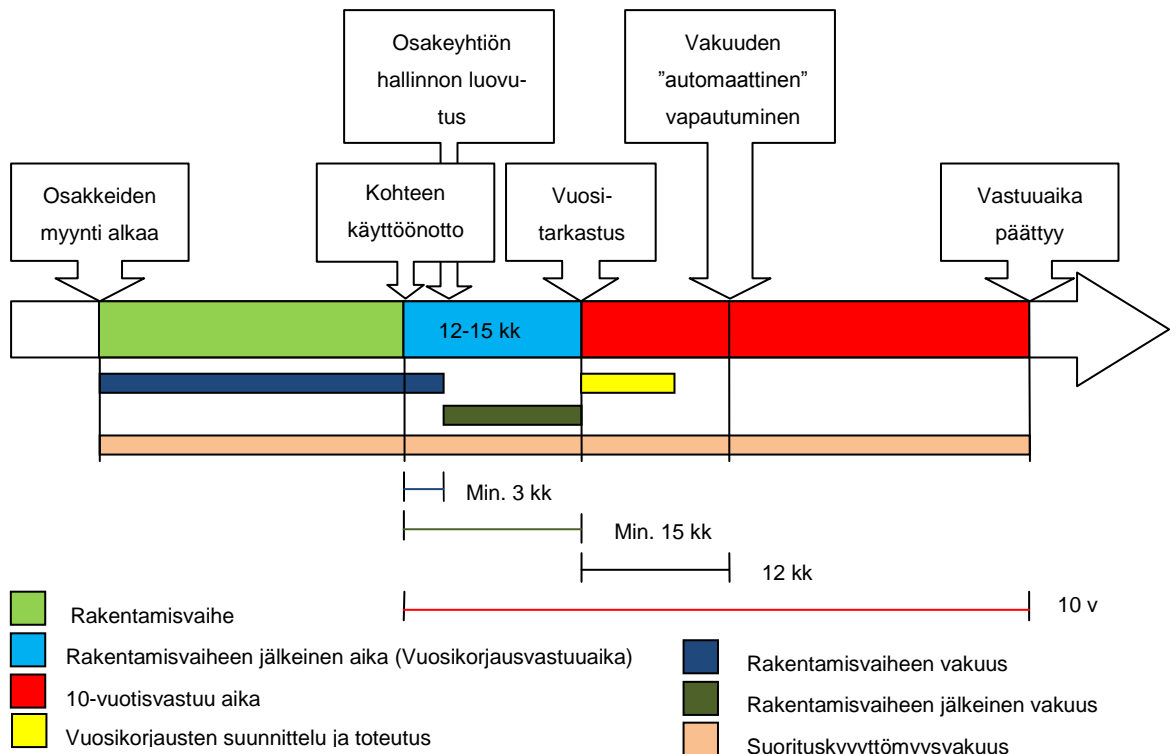 Osakeyhtiön
hallinnon luovu-
tus
Vakuuden
”automaattinen”
vapautuminen
Osakkeiden
myynti alkaa
Kohteen
käyttöönotto
Vuosi-
tarkastus
Vastuuaika
päättyy
12-15 kk
Min. 3 kk
Min. 15 kk
12 kk
10 v
Rakentamisvaihe
Rakentamisvaiheen jälkeinen aika (Vuosikorjausvastuuaika)
10-vuotisvastuu aika
Vuosikorjausten suunnittelu ja toteutus
Rakentamisvaiheen vakuus
Rakentamisvaiheen jälkeinen vakuus
Suorituskyvyttömyysvakuus